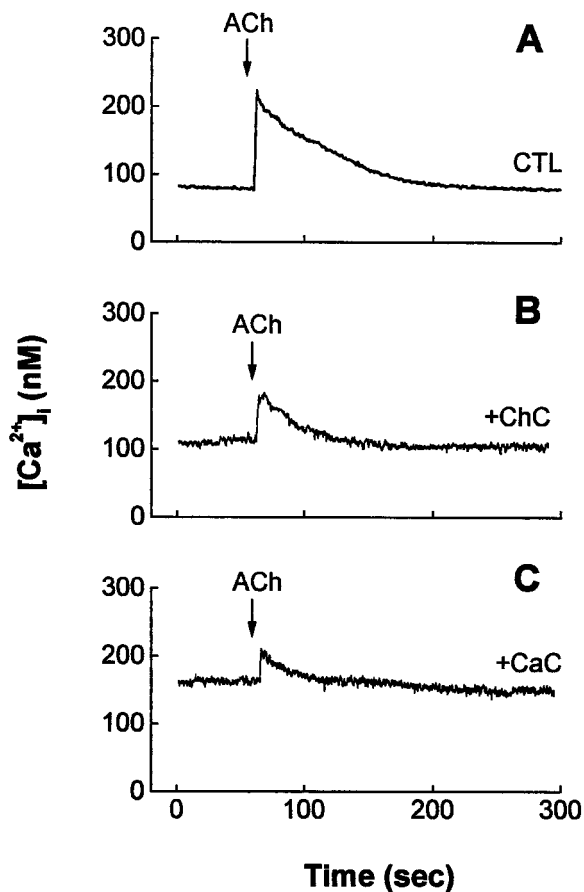 ACh
A
300
200
100
0
CTL
ACh
B
300
200
100
0
+ChC
[Ca²⁺]ᵢ (nM)
ACh
C
300
200
100
0
+CaC
0 100 200 300
Time (sec)